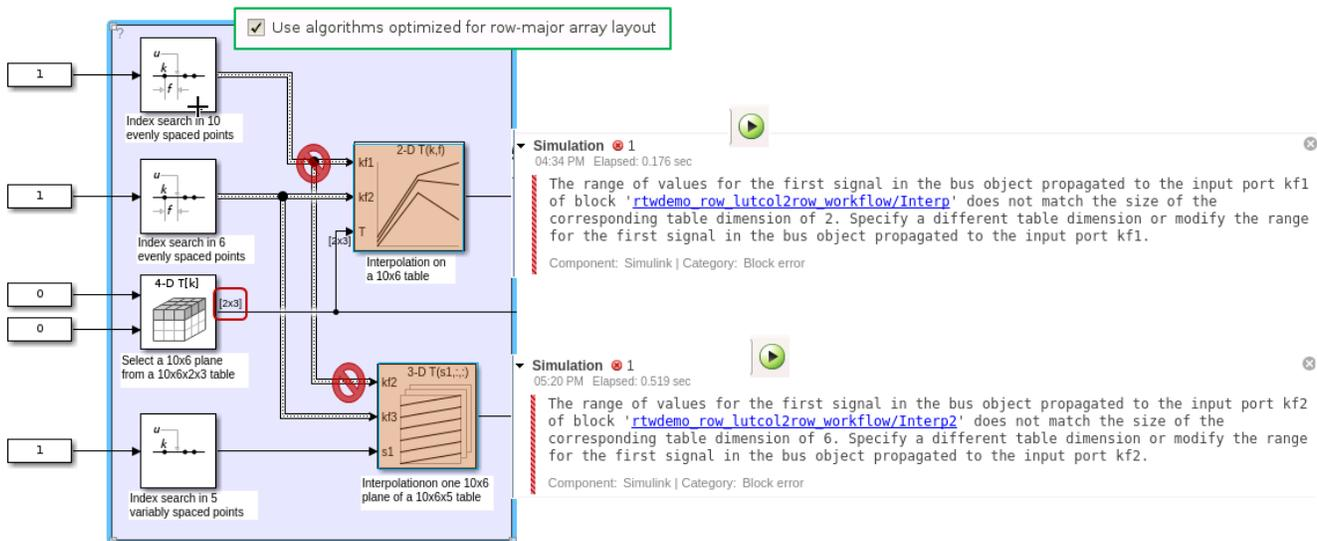 Use algorithms optimized for row-major array layout
?
1
u
k
f
Index search in 10
evenly spaced points
1
u
k
f
Index search in 6
evenly spaced points
kf1
kf2
T
2-D T(k,f)
[2x3]
Interpolation on
a 10x6 table
0
0
4-D T[k]
[2x3]
Select a 10x6 plane
from a 10x6x2x3 table
kf2
kf3
s1
3-D T(s1,:,:)
Interpolationon one 10x6
plane of a 10x6x5 table
1
u
k
Index search in 5
variably spaced points
Simulation 1
04:34 PM Elapsed: 0.176 sec
The range of values for the first signal in the bus object propagated to the input port kf1
of block 'rtwdemo_row_lutcol2row_workflow/Interp' does not match the size of the
corresponding table dimension of 2. Specify a different table dimension or modify the range
for the first signal in the bus object propagated to the input port kf1.
Component: Simulink | Category: Block error
Simulation 1
05:20 PM Elapsed: 0.519 sec
The range of values for the first signal in the bus object propagated to the input port kf2
of block 'rtwdemo_row_lutcol2row_workflow/Interp2' does not match the size of the
corresponding table dimension of 6. Specify a different table dimension or modify the range
for the first signal in the bus object propagated to the input port kf2.
Component: Simulink | Category: Block error